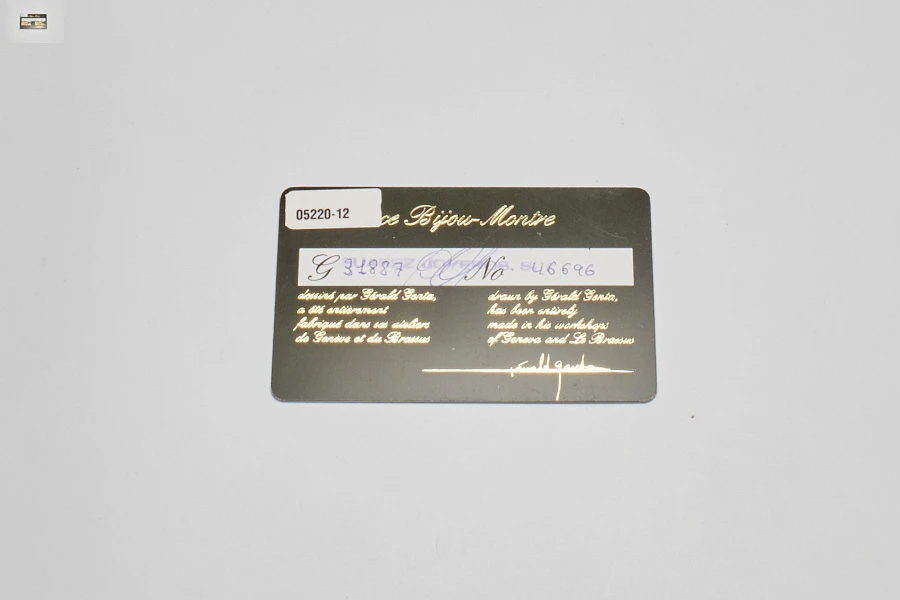 05220-12
ce Bijou-Montre
G 31887 No 46696
dessiné par Gérald Genta,
a été entièrement
fabriqué dans ses ateliers
de Genève et du Brassus
drawn by Gérald Genta,
has been entirely
made in his workshops
of Geneva and Le Brassus
Gérald Genta